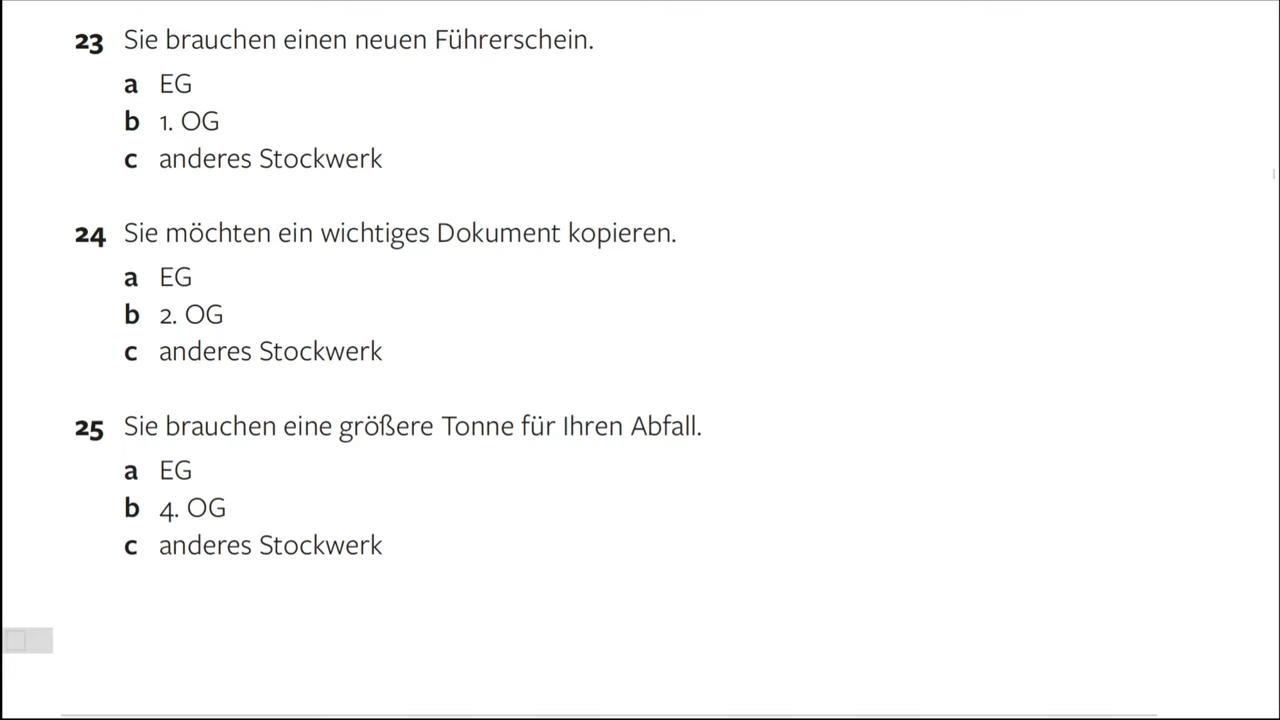 23 Sie brauchen einen neuen Führerschein.
a EG
b 1. OG
c anderes Stockwerk
24 Sie möchten ein wichtiges Dokument kopieren.
a EG
b 2. OG
c anderes Stockwerk
25 Sie brauchen eine größere Tonne für Ihren Abfall.
a EG
b 4. OG
c anderes Stockwerk